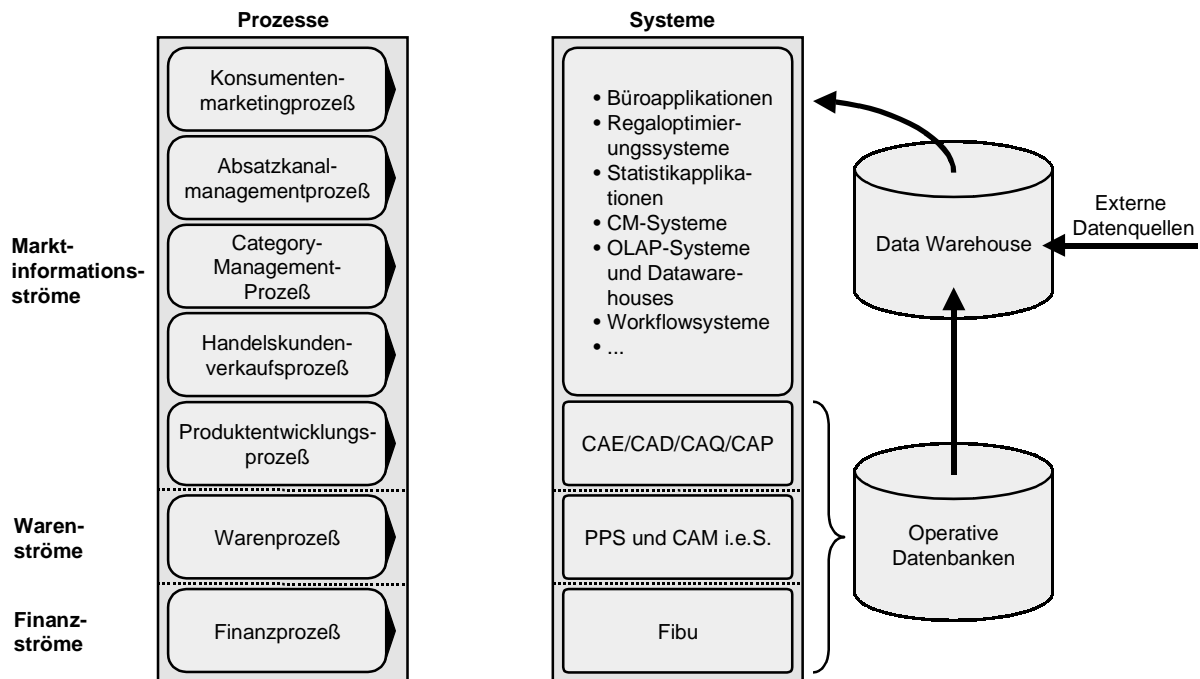 Prozesse
Systeme
Konsumenten-
marketingprozeß
Absatzkanal-
managementprozeß
Category-
Management-
Prozeß
Handelskunden-
verkaufsprozeß
Produktentwicklungs-
prozeß
Warenprozeß
Finanzprozeß
Markt-
informations-
ströme
Waren-
ströme
Finanz-
ströme
• Büroapplikationen
• Regaloptimier-
rungssysteme
• Statistikapplika-
tionen
• CM-Systeme
• OLAP-Systeme
und Dataware-
houses
• Workflowsysteme
• ...
CAE/CAD/CAQ/CAP
PPS und CAM i.e.S.
Fibu
Data Warehouse
Externe
Datenquellen
Operative
Datenbanken